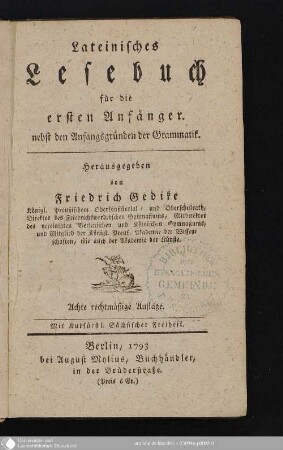 Lateinisches
Lesebuch
für die
ersten Anfänger.
nebst den Anfangsgründen der Grammatik.
Herausgegeben
von
Friedrich Gedike
Königl. Preußischem Oberkonsistorial- und Oberschulrath,
Direktor des Friedrichswerderschen Gymnasiums, Mitdirektor
des vereinigten Berlinischen und Kölnischen Gymnasiums,
und Mitglied der Königl. Preuß. Akademie der Wissen-
schaften, wie auch der Akademie der Künste.
Achte rechtmäßige Auflage.
Mit Kurfürstl. Sächsischer Freiheit.
Berlin, 1793
bei August Mylius, Buchhändler,
in der Brüderstraße.
(Preis 6 Gr.)